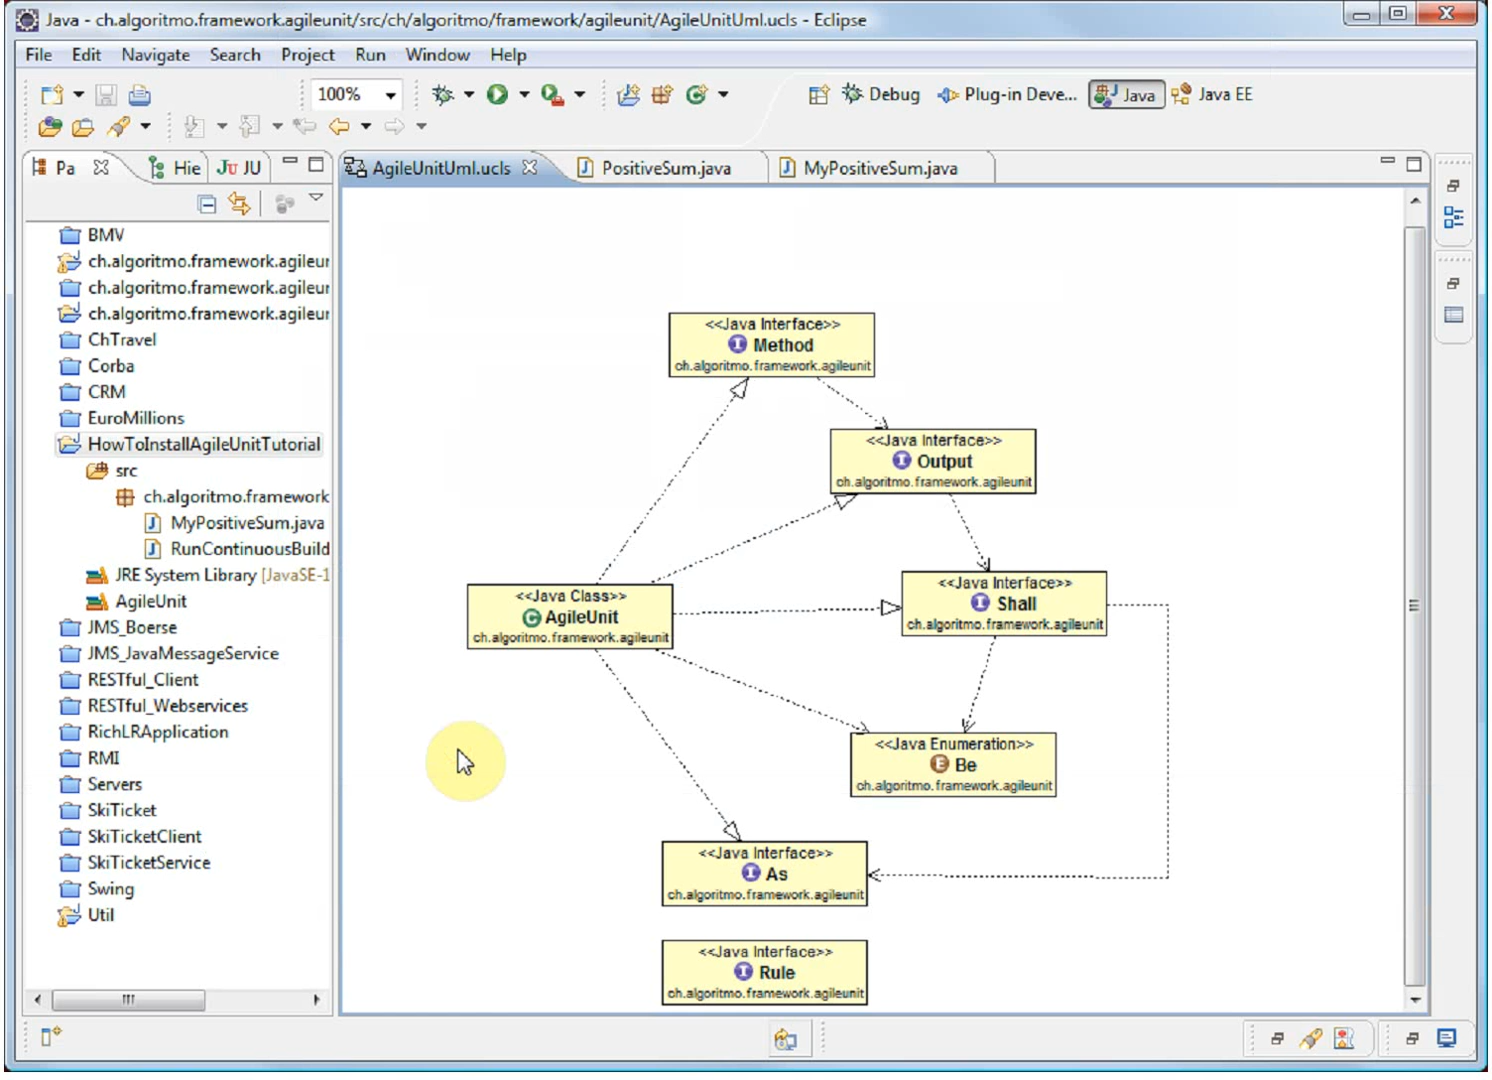 Java - ch.algoritmo.framework.agileunit/src/ch/algoritmo/framework/agileunit/AgileUnitUml.ucls - Eclipse
File Edit Navigate Search Project Run Window Help
100% Debug Plug-in Deve... Java Java EE
Pa Hie JU JU
AgileUnitUml.ucls PositiveSum.java MyPositiveSum.java
BMV
ch.algoritmo.framework.agileur
ch.algoritmo.framework.agileur
ch.algoritmo.framework.agileur
ChTravel
Corba
CRM
EuroMillions
HowToInstallAgileUnitTutorial
src
ch.algoritmo.framework
MyPositiveSum.java
RunContinuousBuild
JRE System Library [JavaSE-1
AgileUnit
JMS_Boerse
JMS_JavaMessageService
RESTful_Client
RESTful_Webservices
RichLRApplication
RMI
Servers
SkiTicket
SkiTicketClient
SkiTicketService
Swing
Util
<<Java Interface>>
Method
ch.algoritmo.framework.agileunit
<<Java Interface>>
Output
ch.algoritmo.framework.agileunit
<<Java Class>>
AgileUnit
ch.algoritmo.framework.agileunit
<<Java Interface>>
Shall
ch.algoritmo.framework.agileunit
<<Java Enumeration>>
Be
ch.algoritmo.framework.agileunit
<<Java Interface>>
As
ch.algoritmo.framework.agileunit
<<Java Interface>>
Rule
ch.algoritmo.framework.agileunit